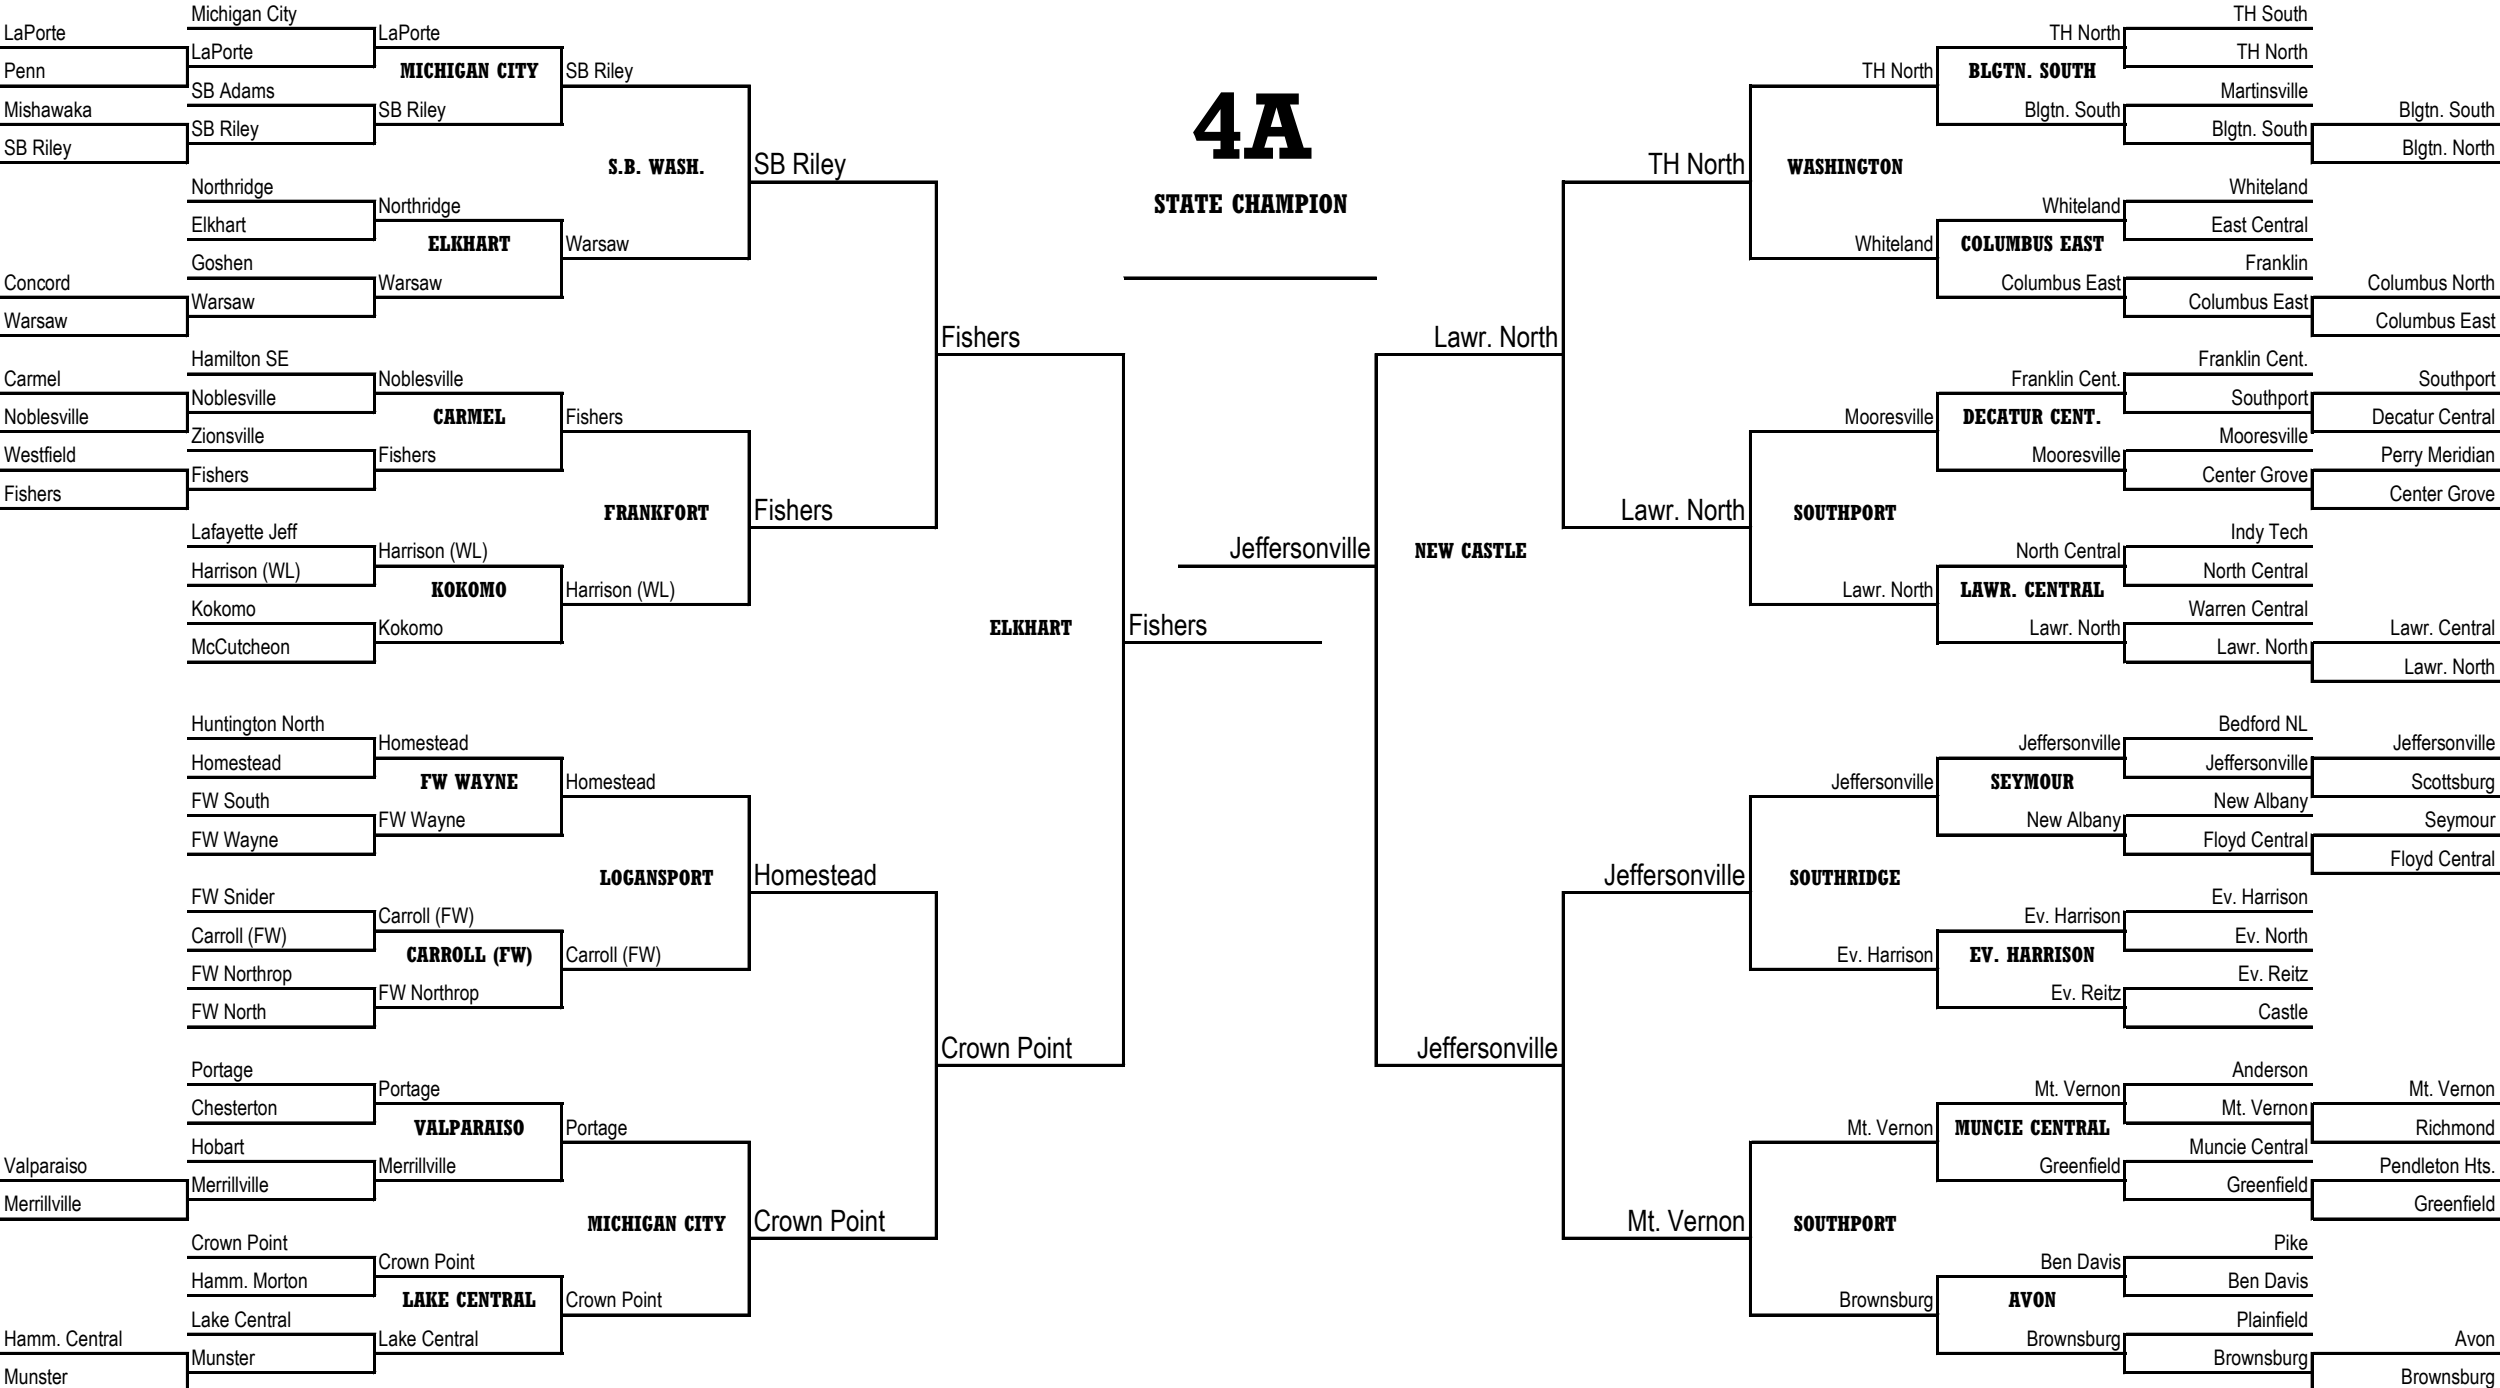 LaPorte
Penn
Mishawaka
SB Riley
Concord
Warsaw
Carmel
Noblesville
Westfield
Fishers
Valparaiso
Merrillville
Hamm. Central
Munster
Michigan City
LaPorte
SB Adams
SB Riley
Northridge
Elkhart
Goshen
Warsaw
Hamilton SE
Noblesville
Zionsville
Fishers
Lafayette Jeff
Harrison (WL)
Kokomo
McCutcheon
Huntington North
Homestead
FW South
FW Wayne
FW Snider
Carroll (FW)
FW Northrop
FW North
Portage
Chesterton
Hobart
Merrillville
Crown Point
Hamm. Morton
Lake Central
Munster
LaPorte
MICHIGAN CITY
SB Riley
Northridge
ELKHART
Warsaw
Noblesville
CARMEL
Fishers
Harrison (WL)
KOKOMO
Kokomo
Homestead
FW WAYNE
FW Wayne
Carroll (FW)
CARROLL (FW)
FW Northrop
Portage
VALPARAISO
Merrillville
Crown Point
LAKE CENTRAL
Lake Central
SB Riley
S.B. WASH.
Warsaw
Fishers
FRANKFORT
Harrison (WL)
Homestead
LOGANSPORT
Carroll (FW)
Portage
MICHIGAN CITY
Crown Point
SB Riley
Fishers
Homestead
Crown Point
Fishers
ELKHART
Crown Point
4A
STATE CHAMPION
Jeffersonville
Fishers
Lawr. North
NEW CASTLE
Jeffersonville
TH North
Lawr. North
Jeffersonville
Mt. Vernon
TH North
WASHINGTON
Whiteland
Mooresville
SOUTHPORT
Lawr. North
Jeffersonville
SOUTHRIDGE
Ev. Harrison
Mt. Vernon
SOUTHPORT
Brownsburg
TH North
BLGTN. SOUTH
Blgtn. South
Whiteland
COLUMBUS EAST
Columbus East
Franklin Cent.
DECATUR CENT.
Mooresville
North Central
LAWR. CENTRAL
Lawr. North
Jeffersonville
SEYMOUR
New Albany
Ev. Harrison
EV. HARRISON
Ev. Reitz
Mt. Vernon
MUNCIE CENTRAL
Greenfield
Ben Davis
AVON
Brownsburg
TH South
TH North
Martinsville
Blgtn. South
Whiteland
East Central
Franklin
Columbus East
Franklin Cent.
Southport
Mooresville
Center Grove
Indy Tech
North Central
Warren Central
Lawr. North
Bedford NL
Jeffersonville
New Albany
Floyd Central
Ev. Harrison
Ev. North
Ev. Reitz
Castle
Anderson
Mt. Vernon
Muncie Central
Greenfield
Pike
Ben Davis
Plainfield
Brownsburg
Blgtn. South
Blgtn. North
Columbus North
Columbus East
Southport
Decatur Central
Perry Meridian
Center Grove
Lawr. Central
Lawr. North
Jeffersonville
Scottsburg
Seymour
Floyd Central
Mt. Vernon
Richmond
Pendleton Hts.
Greenfield
Avon
Brownsburg